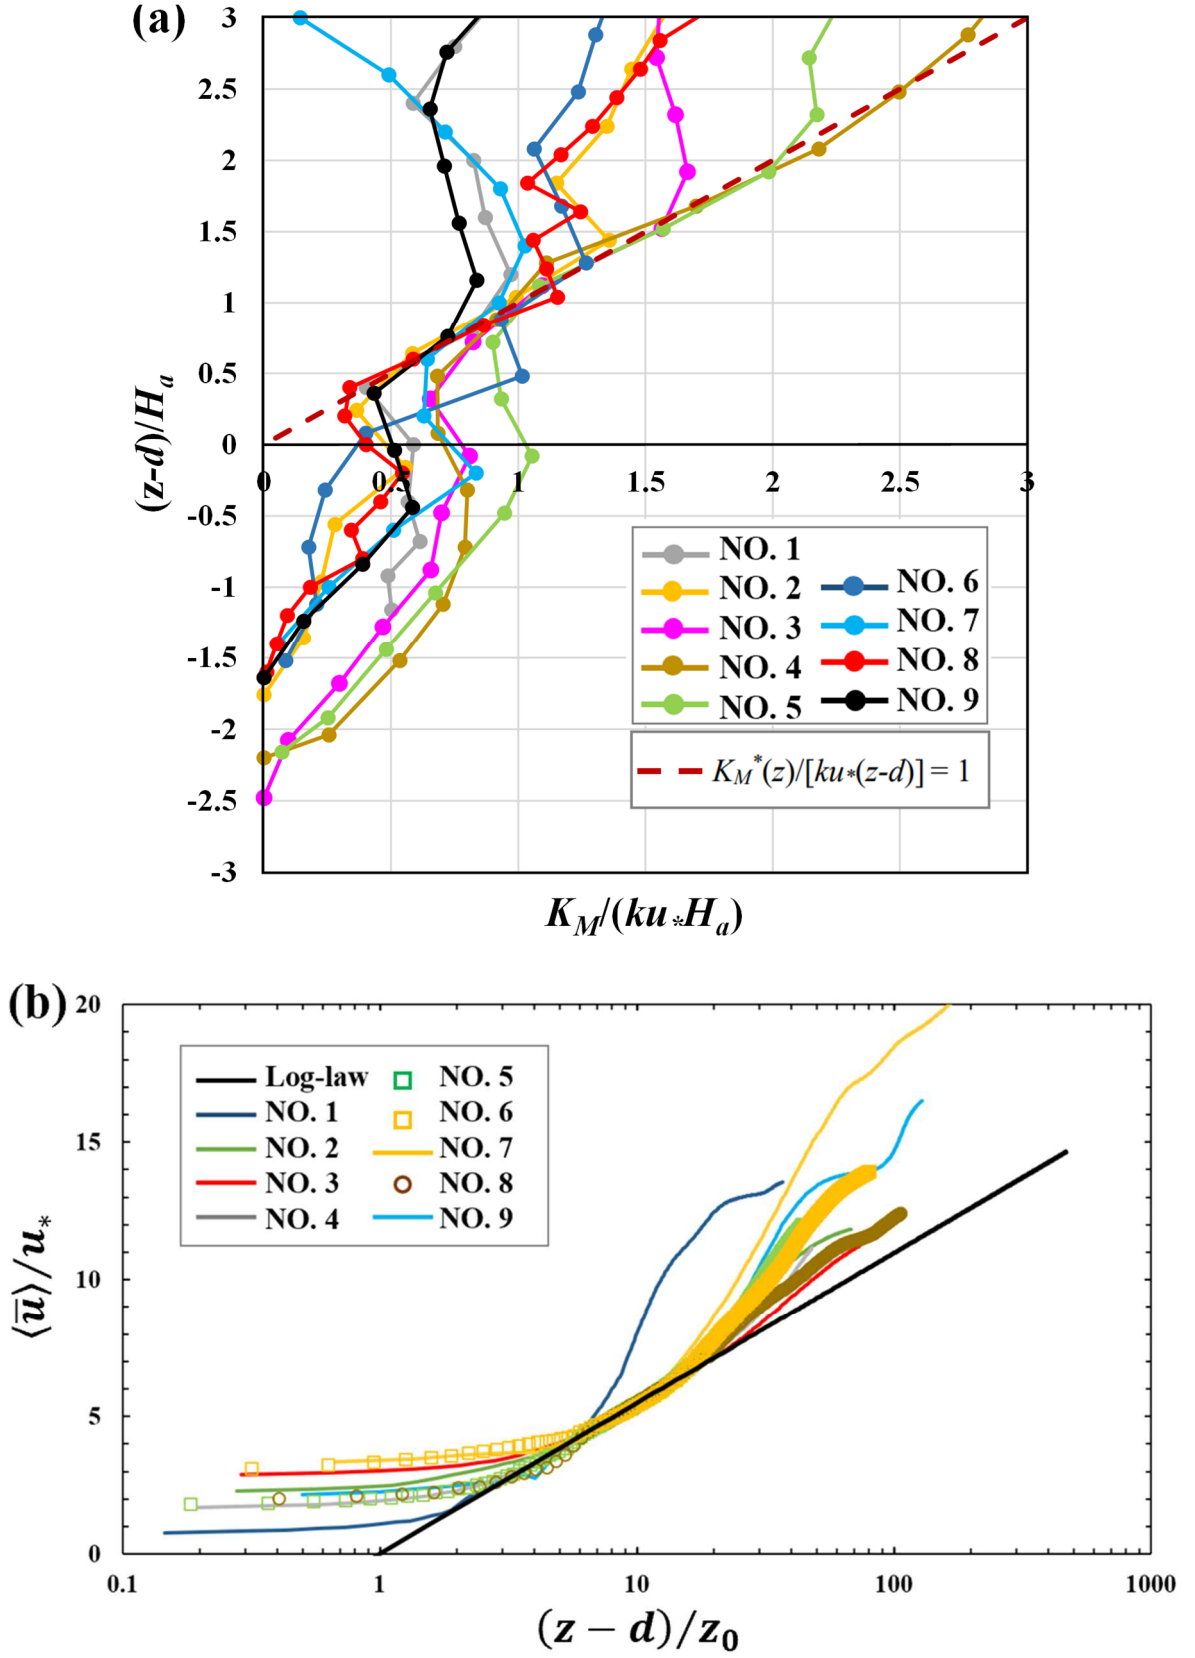 (a)
3
2.5
2
1.5
1
0.5
0
-0.5
-1
-1.5
-2
-2.5
-3
0 0.5 1 1.5 2 2.5 3
(z-d)/Hₐ
K_M/(ku*Hₐ)
NO. 1
NO. 2
NO. 3
NO. 4
NO. 5
NO. 6
NO. 7
NO. 8
NO. 9
K_M*(z)/[ku*(z-d)] = 1
(b)
20
15
10
5
0
0.1 1 10 100 1000
⟨u̅⟩/u*
(z − d)/z₀
Log-law
NO. 1
NO. 2
NO. 3
NO. 4
NO. 5
NO. 6
NO. 7
NO. 8
NO. 9